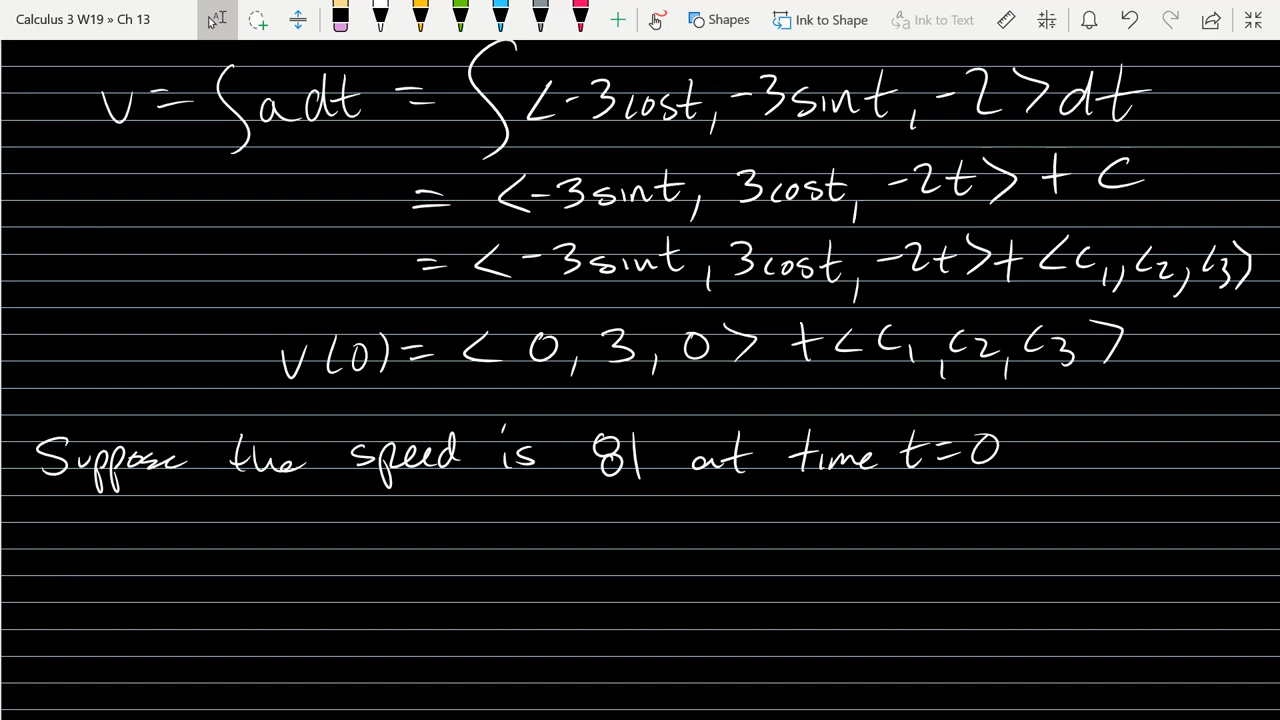 Calculus 3 W19 » Ch 13 Shapes Ink to Shape Ink to Text
v = ∫ a dt = ∫ <-3cost, -3sint, -2> dt
= <-3sint, 3cost, -2t> + C
= <-3sint, 3cost, -2t> + <c₁, c₂, c₃>
v(0) = <0, 3, 0> + <c₁, c₂, c₃>
Suppose the speed is 81 at time t=0